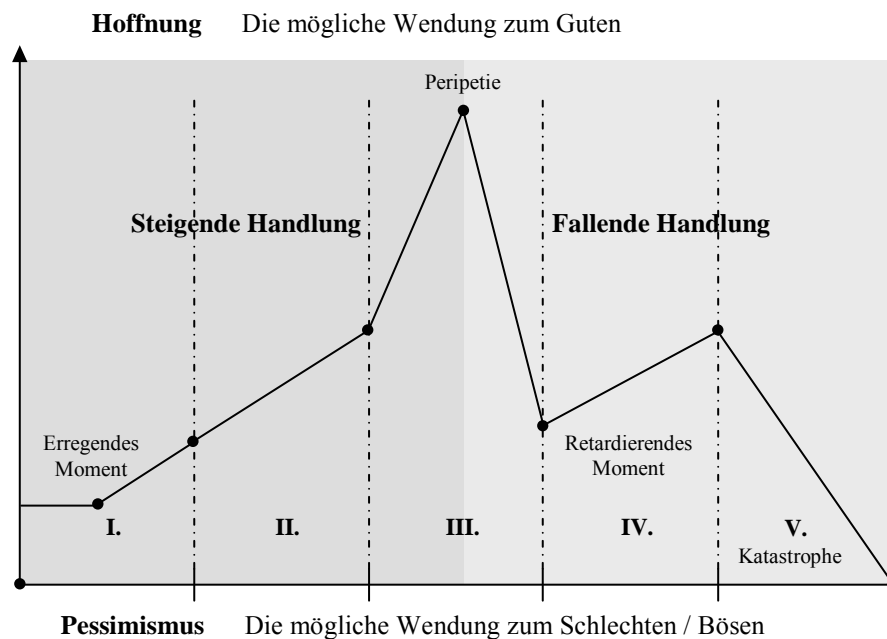 Hoffnung Die mögliche Wendung zum Guten
Peripetie
Steigende Handlung
Fallende Handlung
Erregendes
Moment
Retardierendes
Moment
I.
II.
III.
IV.
V.
Katastrophe
Pessimismus Die mögliche Wendung zum Schlechten / Bösen